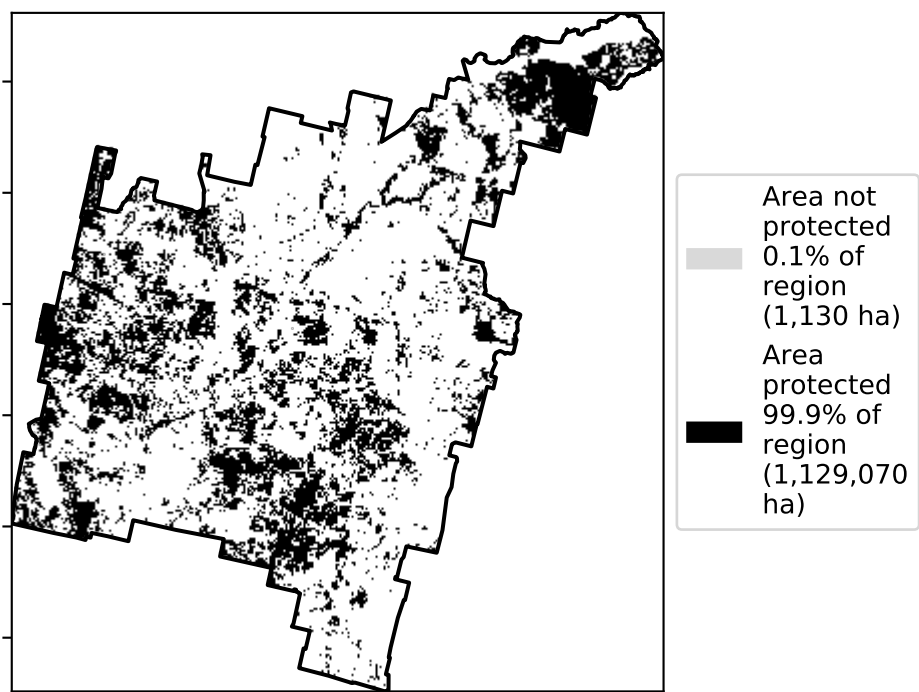 Area not
protected
0.1% of
region
(1,130 ha)
Area
protected
99.9% of
region
(1,129,070
ha)